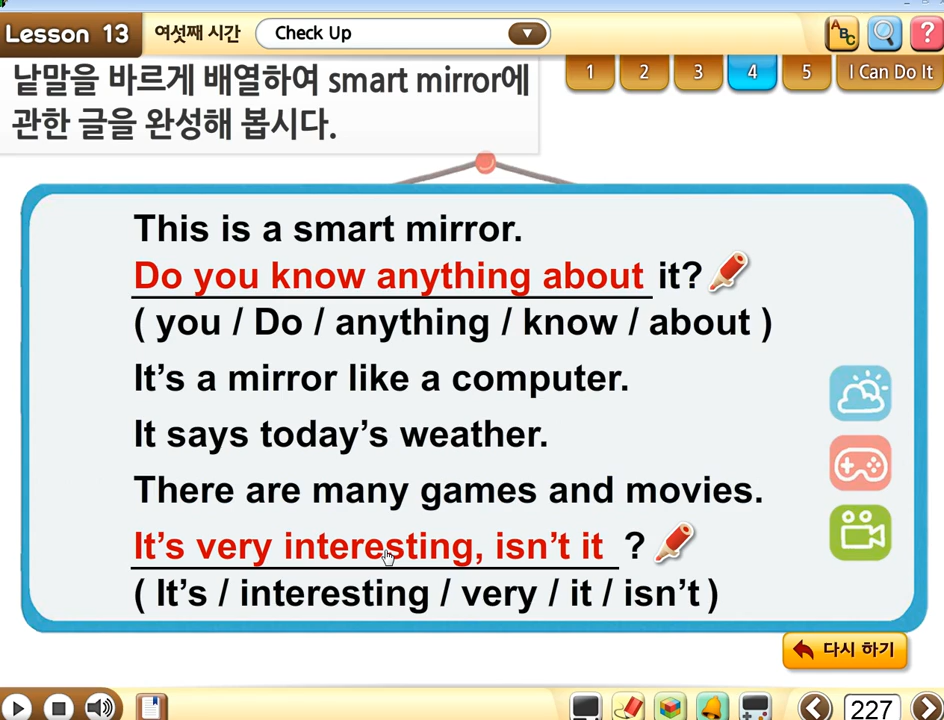 Lesson 13 여섯째 시간 Check Up ABC ?
낱말을 바르게 배열하여 smart mirror에
관한 글을 완성해 봅시다.
1 2 3 4 5 I Can Do It
This is a smart mirror.
Do you know anything about it?
( you / Do / anything / know / about )
It's a mirror like a computer.
It says today's weather.
There are many games and movies.
It's very interesting, isn't it ?
( It's / interesting / very / it / isn't )
다시 하기
227